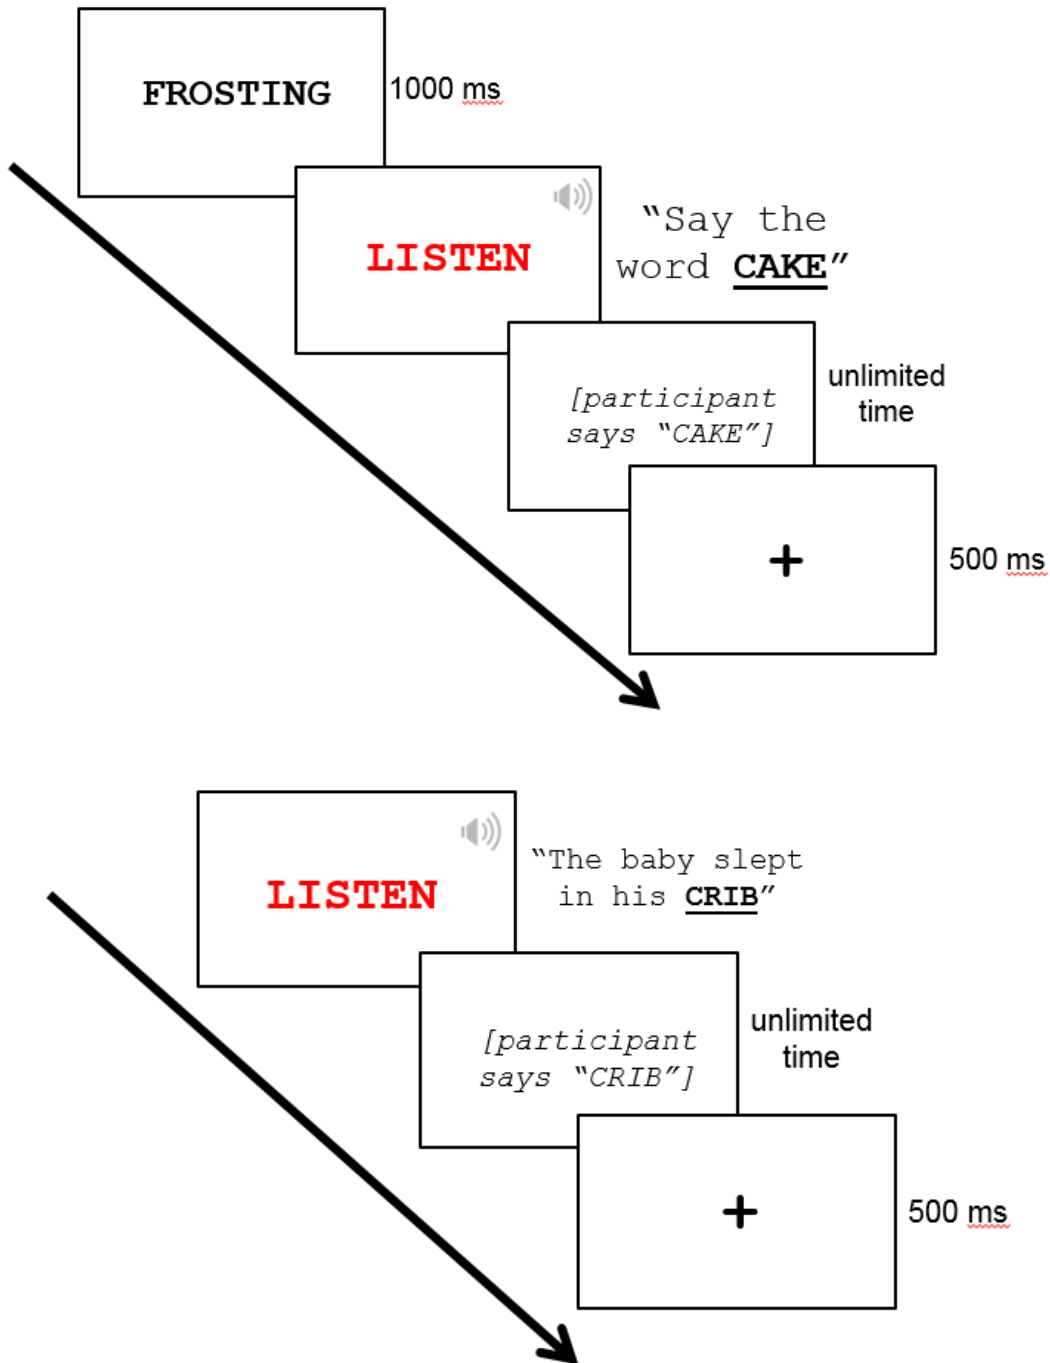 FROSTING
1000 ms
LISTEN
“Say the
word CAKE”
[participant
says “CAKE”]
unlimited
time
+
500 ms
LISTEN
“The baby slept
in his CRIB”
[participant
says “CRIB”]
unlimited
time
+
500 ms